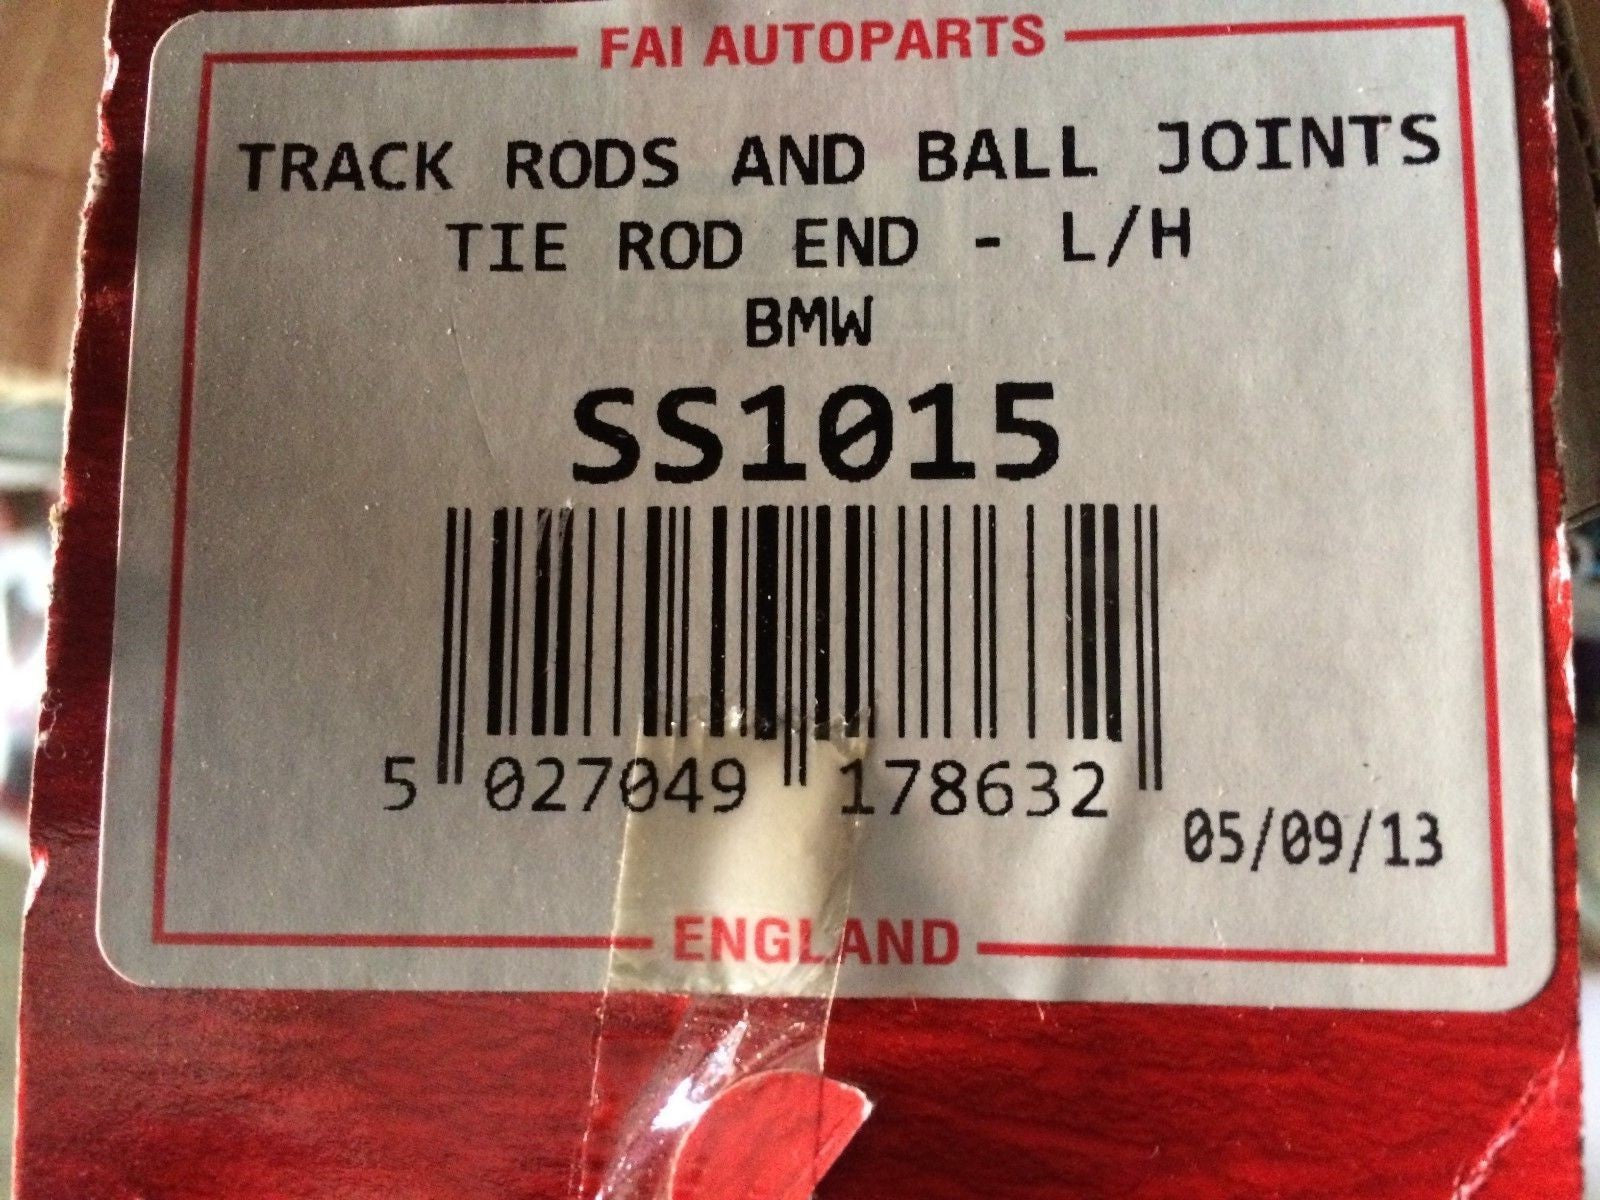 FAI AUTOPARTS
TRACK RODS AND BALL JOINTS
TIE ROD END - L/H
BMW
SS1015
5 027049 178632
05/09/13
ENGLAND